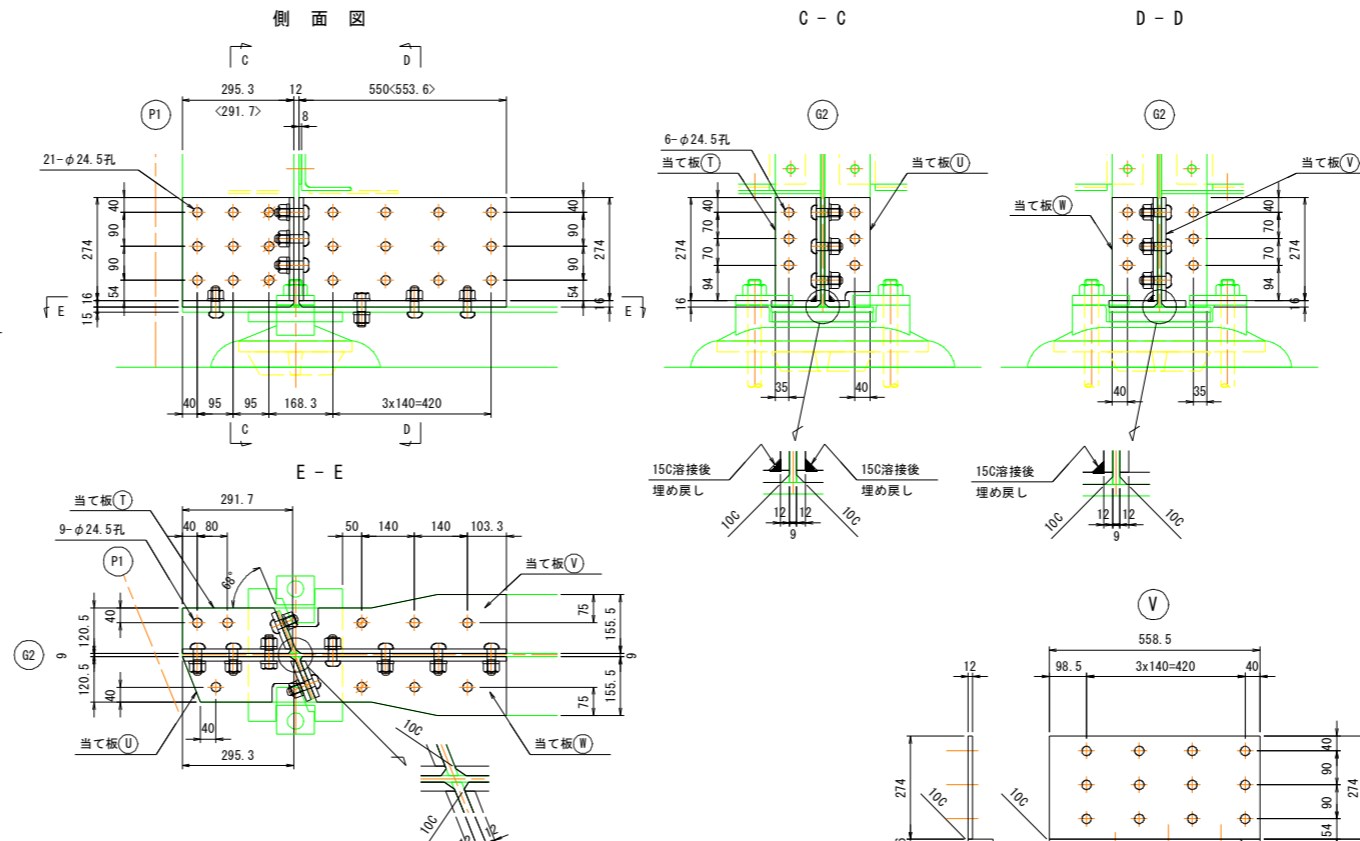 側 面 図
C
D
295.3
12
550<553.6>
<291.7>
8
P1
21-φ24.5孔
40
90
90
54
274
16
15
40
90
90
54
274
16
E
E
40
95
95
168.3
3x140=420
C
D
C - C
G2
6-φ24.5孔
当て板Ⓣ
当て板Ⓤ
40
70
70
94
274
16
35
40
15C溶接後
埋め戻し
15C溶接後
埋め戻し
10C
10C
12
12
9
D - D
G2
当て板Ⓥ
当て板Ⓦ
40
70
70
94
274
16
40
35
15C溶接後
埋め戻し
10C
10C
12
12
9
E - E
当て板Ⓣ
291.7
40
80
50
140
140
103.3
9-φ24.5孔
P1
68°
当て板Ⓥ
G2
9
120.5
120.5
40
40
75
155.5
9
75
155.5
40
当て板Ⓤ
当て板Ⓦ
295.3
10C
10C
12
V
558.5
12
98.5
3x140=420
40
274
10C
10C
40
90
90
54
274